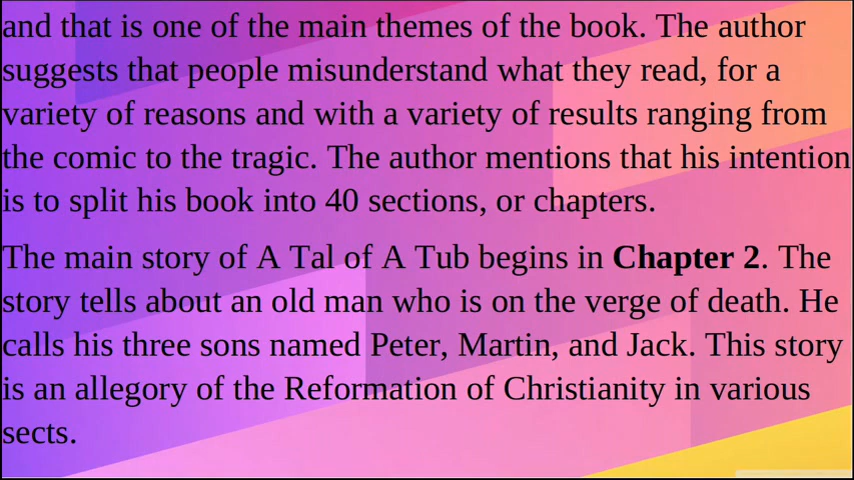 and that is one of the main themes of the book. The author
suggests that people misunderstand what they read, for a
variety of reasons and with a variety of results ranging from
the comic to the tragic. The author mentions that his intention
is to split his book into 40 sections, or chapters.
The main story of A Tal of A Tub begins in Chapter 2. The
story tells about an old man who is on the verge of death. He
calls his three sons named Peter, Martin, and Jack. This story
is an allegory of the Reformation of Christianity in various
sects.